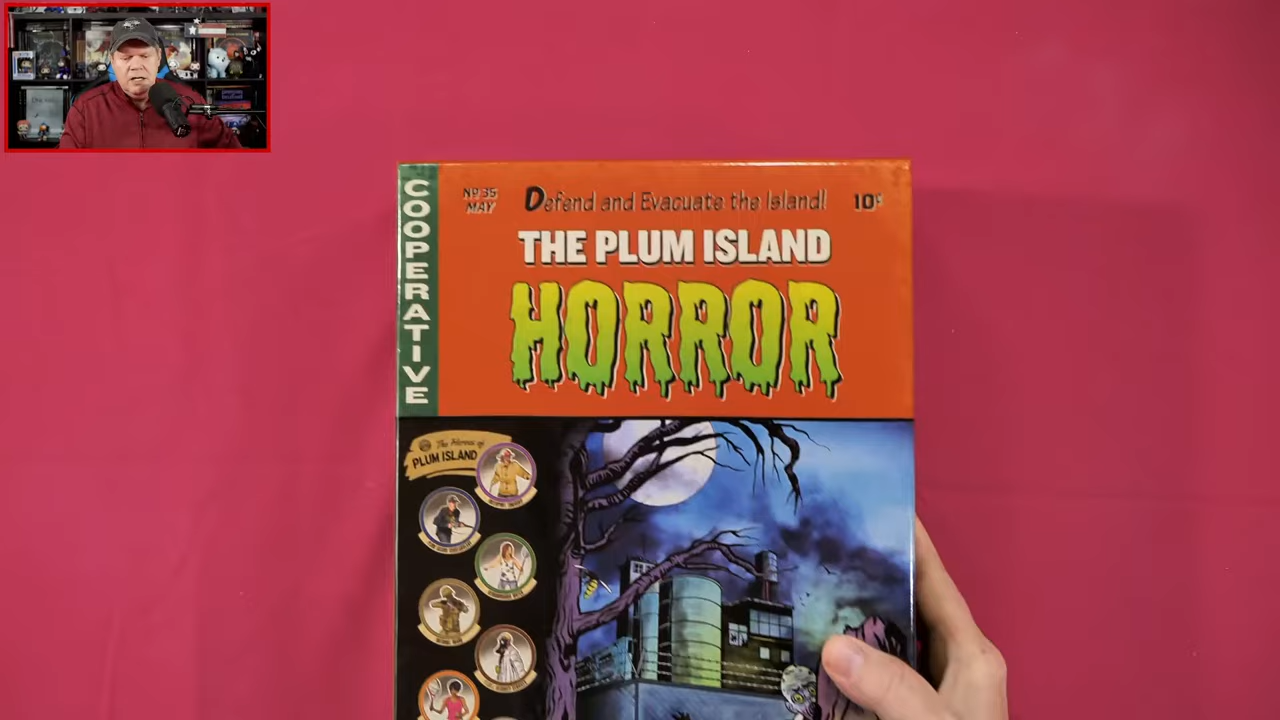 COOPERATIVE
Nº 35
MAY
Defend and Evacuate the Island!
10¢
THE PLUM ISLAND
HORROR
The Heroes of
PLUM ISLAND